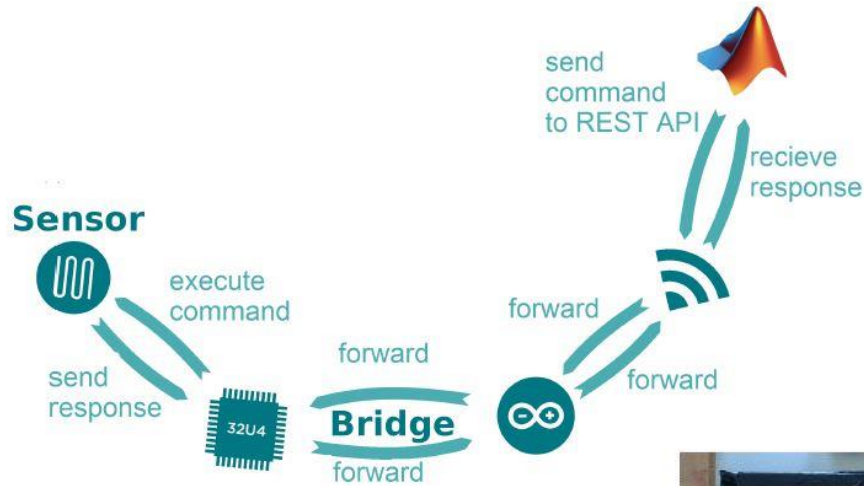 send
command
to REST API
recieve
response
Sensor
execute
command
forward
forward
send
response
forward
32U4
Bridge
forward